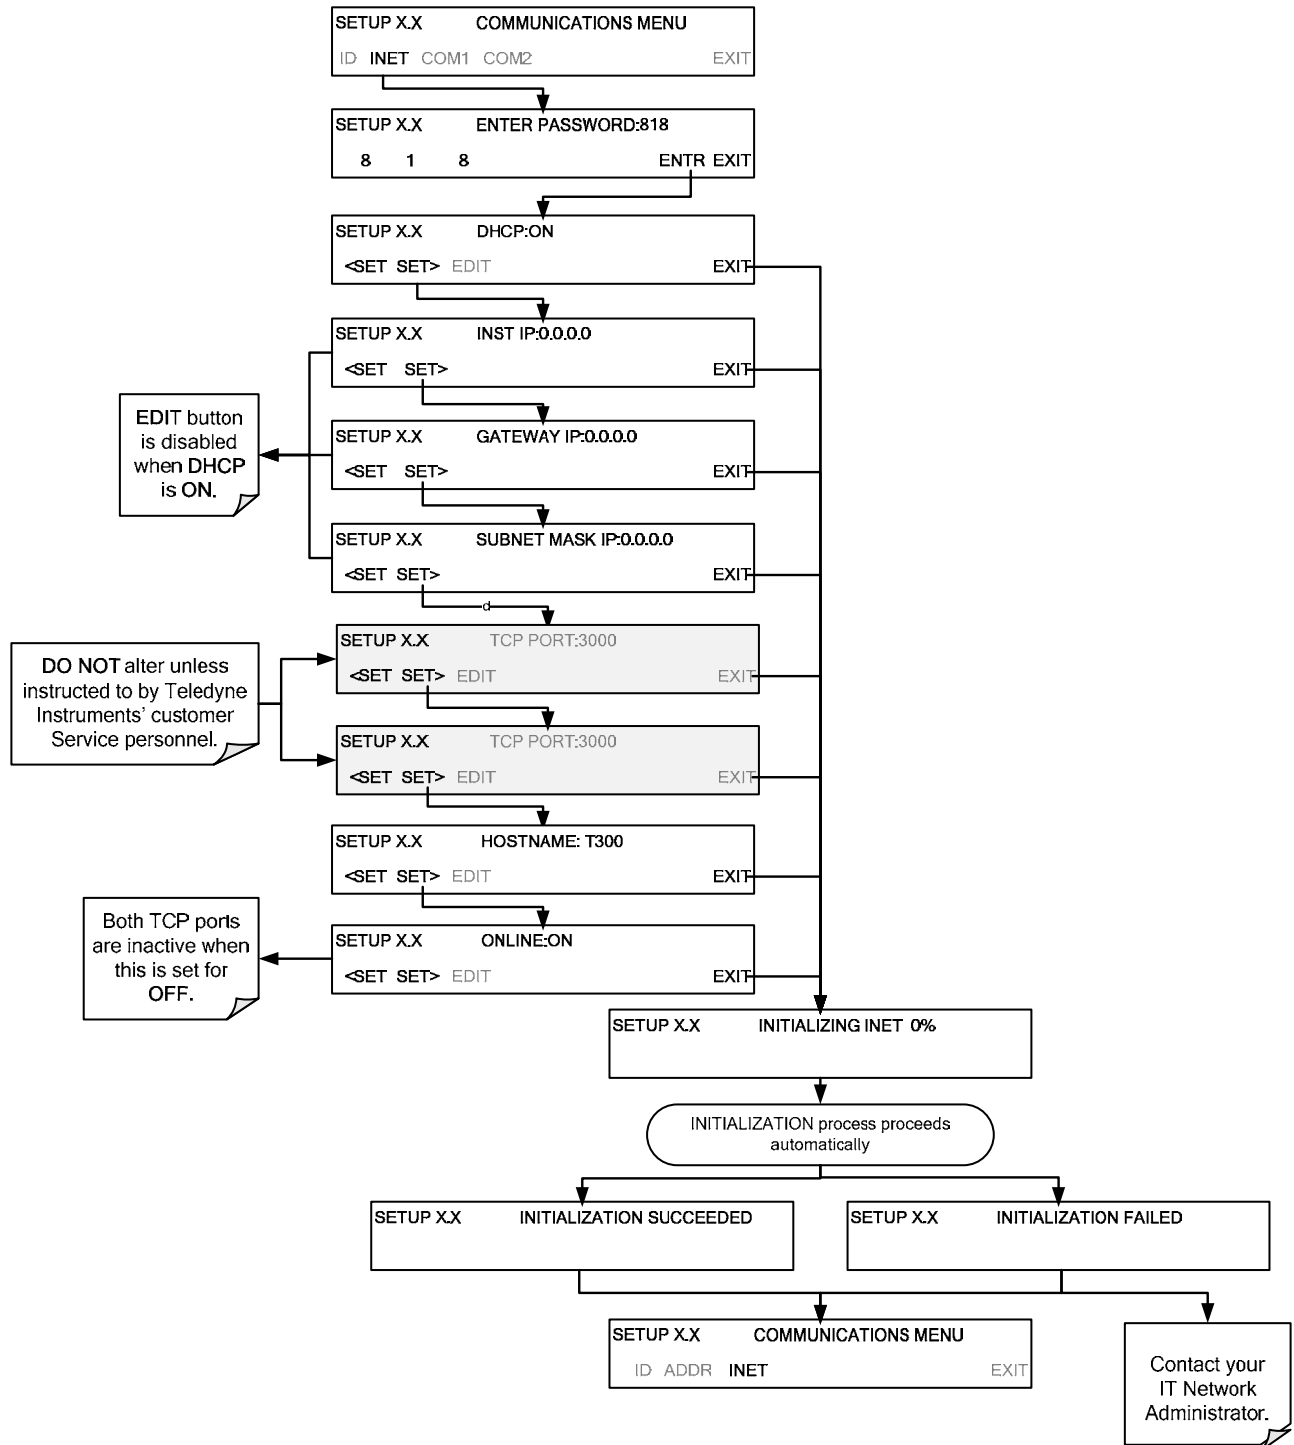 SETUP X.X COMMUNICATIONS MENU
ID INET COM1 COM2 EXIT
SETUP X.X ENTER PASSWORD:818
8 1 8 ENTR EXIT
SETUP X.X DHCP:ON
<SET SET> EDIT EXIT
SETUP X.X INST IP:0.0.0.0
<SET SET> EXIT
EDIT button
is disabled
when DHCP
is ON.
SETUP X.X GATEWAY IP:0.0.0.0
<SET SET> EXIT
SETUP X.X SUBNET MASK IP:0.0.0.0
<SET SET> EXIT
d
DO NOT alter unless
instructed to by Teledyne
Instruments' customer
Service personnel.
SETUP X.X TCP PORT:3000
<SET SET> EDIT EXIT
SETUP X.X TCP PORT:3000
<SET SET> EDIT EXIT
SETUP X.X HOSTNAME: T300
<SET SET> EDIT EXIT
Both TCP ports
are inactive when
this is set for
OFF.
SETUP X.X ONLINE:ON
<SET SET> EDIT EXIT
SETUP X.X INITIALIZING INET 0%
INITIALIZATION process proceeds
automatically
SETUP X.X INITIALIZATION SUCCEEDED
SETUP X.X INITIALIZATION FAILED
SETUP X.X COMMUNICATIONS MENU
ID ADDR INET EXIT
Contact your
IT Network
Administrator.